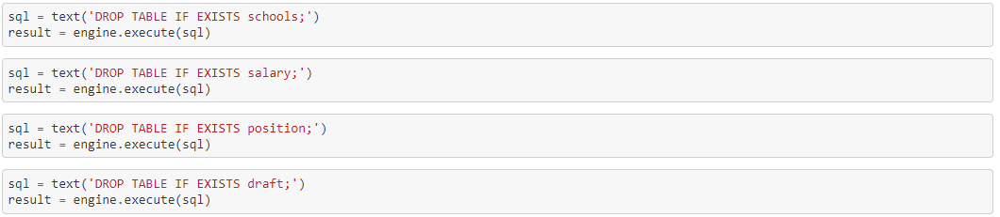 sql = text('DROP TABLE IF EXISTS schools;')
result = engine.execute(sql)
sql = text('DROP TABLE IF EXISTS salary;')
result = engine.execute(sql)
sql = text('DROP TABLE IF EXISTS position;')
result = engine.execute(sql)
sql = text('DROP TABLE IF EXISTS draft;')
result = engine.execute(sql)